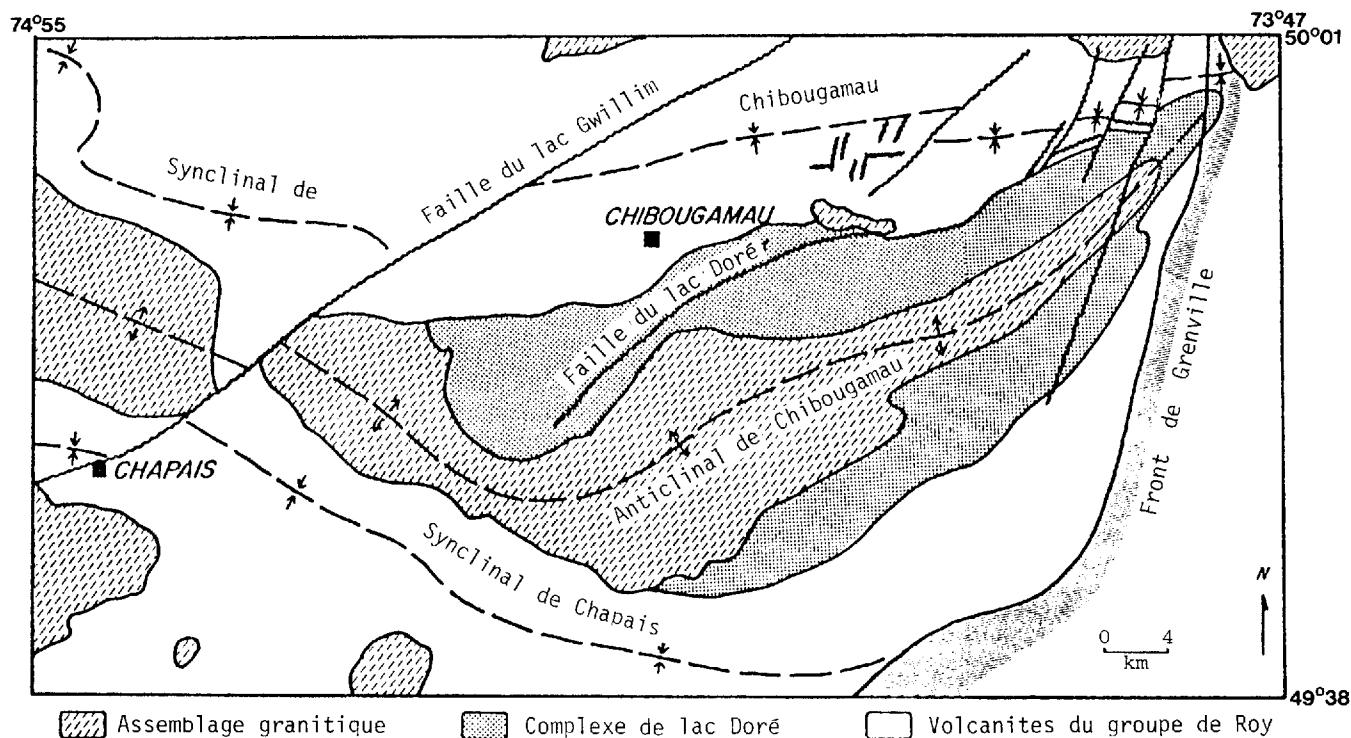 74°55
73°47
50°01
Chibougamau
Faille du lac Gwillim
Synclinal de
CHIBOUGAMAU
Faille du lac Doré
Anticlinal de Chibougamau
Front de Grenville
CHAPAIS
Synclinal de Chapais
N
0 4
km
49°38
Assemblage granitique
Complexe de lac Doré
Volcanites du groupe de Roy